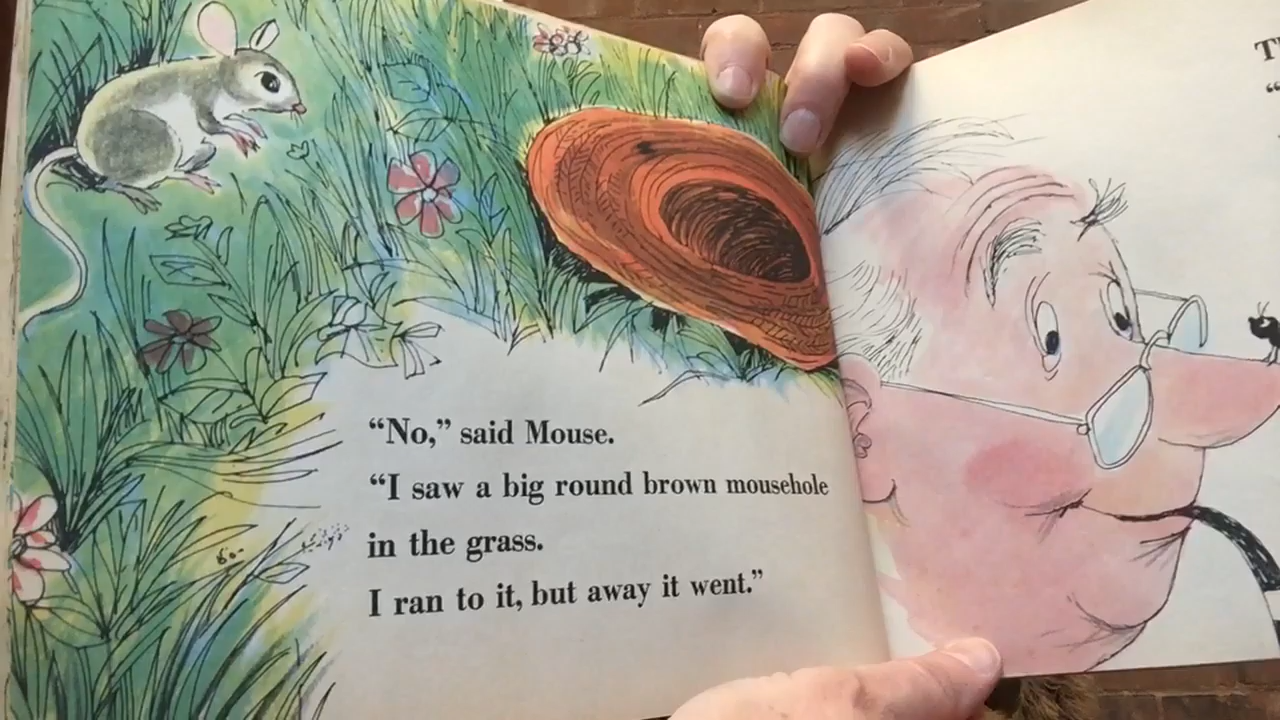 “No,” said Mouse.
“I saw a big round brown mousehole
in the grass.
I ran to it, but away it went.”